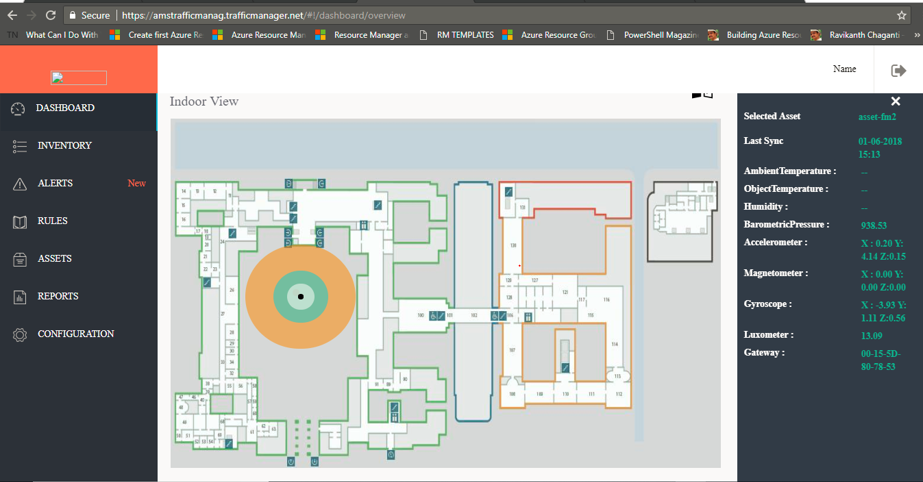 Secure | https://amstrafficmanag.trafficmanager.net/#!/dashboard/overview
TN What Can I Do With Create first Azure Re Azure Resource Man Resource Manager a RM TEMPLATES Azure Resource Grou PowerShell Magazin Building Azure Reso Ravikanth Chaganti -
Name
DASHBOARD
INVENTORY
ALERTS New
RULES
ASSETS
REPORTS
CONFIGURATION
Indoor View
Selected Asset asset-fm2
Last Sync 01-06-2018
15:13
AmbientTemperature : --
ObjectTemperature : --
Humidity : --
BarometricPressure : 938.53
Accelerometer : X : 0.20 Y:
4.14 Z:0.15
Magnetometer : X : 0.00 Y:
0.00 Z:0.00
Gyroscope : X : -3.93 Y:
1.11 Z:0.56
Luxometer : 13.09
Gateway : 00-15-5D-
80-78-53